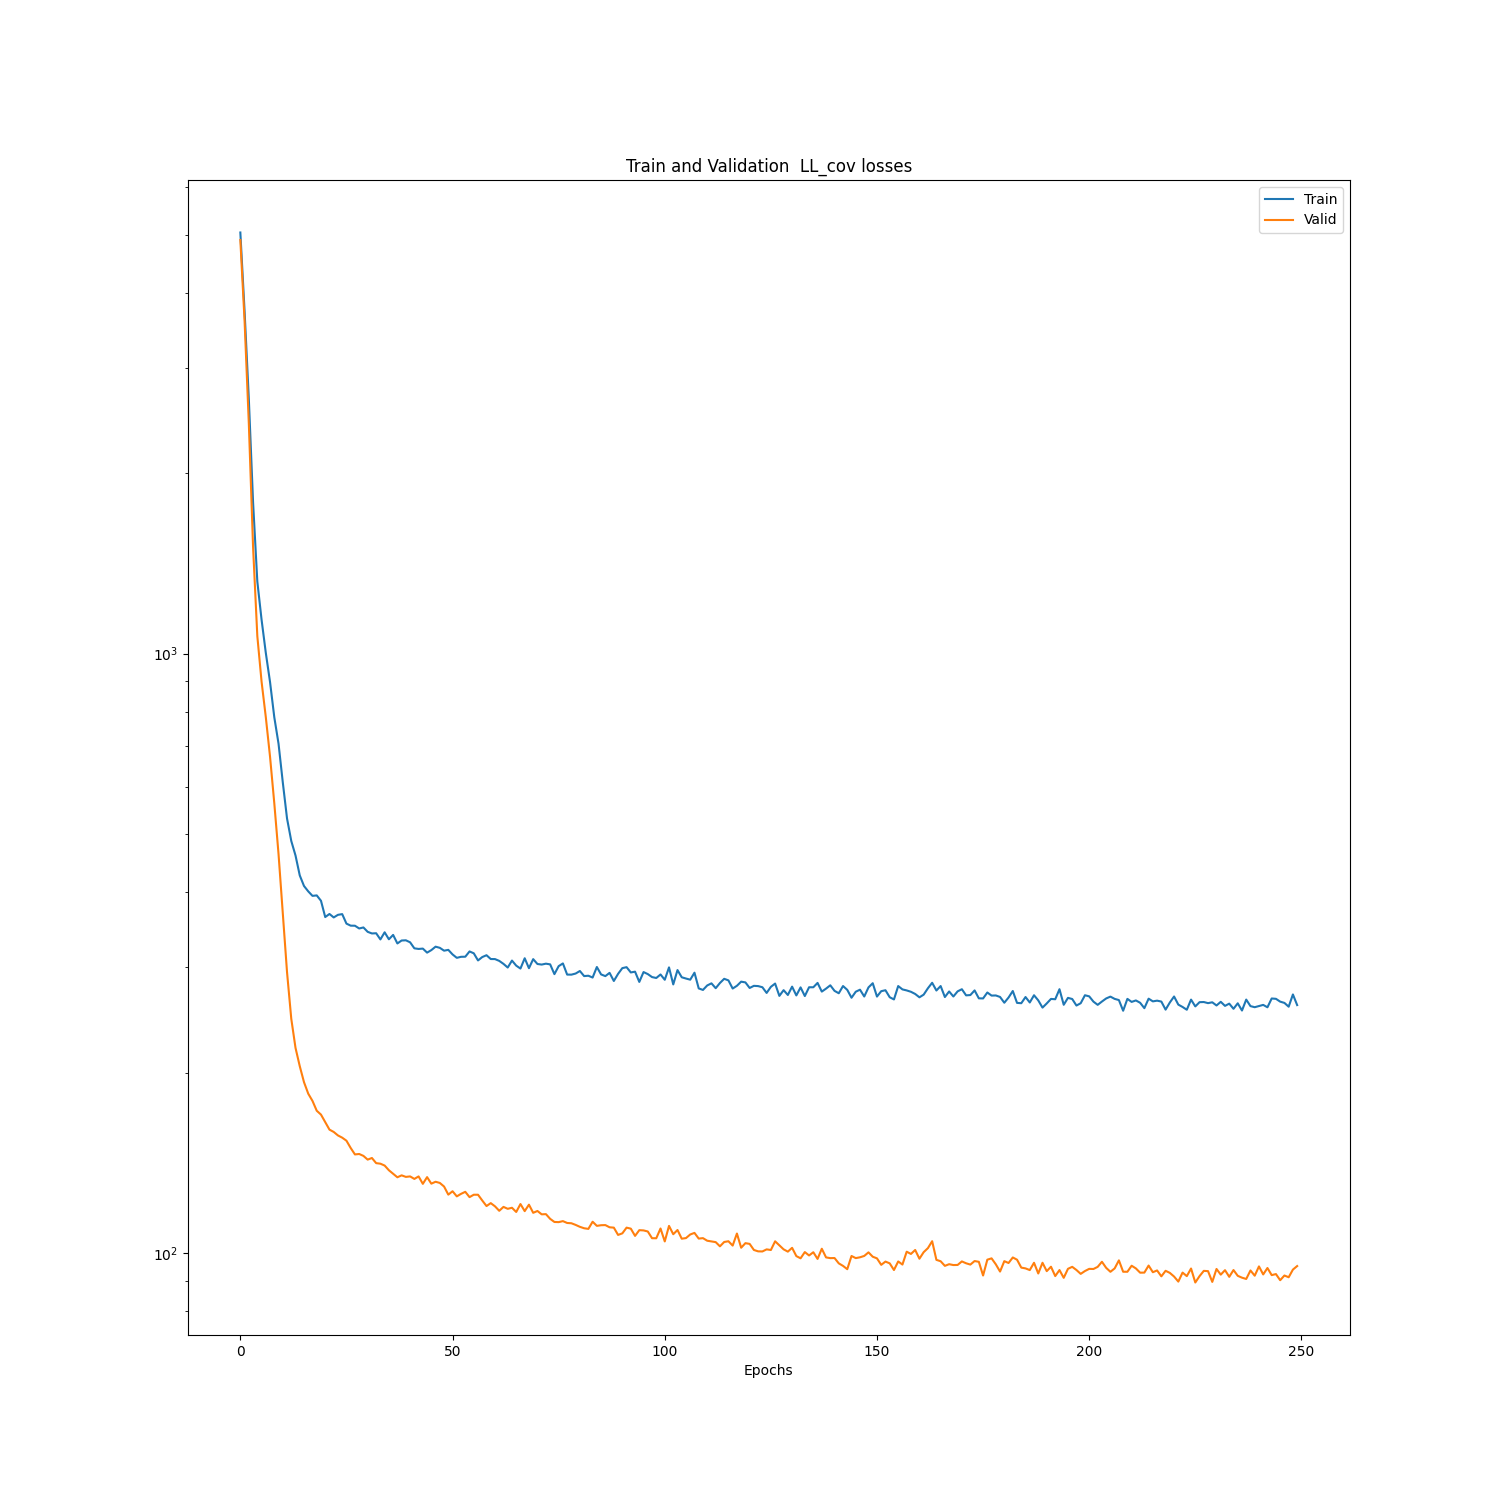 Train and Validation  LL_cov losses
Train
Valid
10³
10²
0 50 100 150 200 250
Epochs